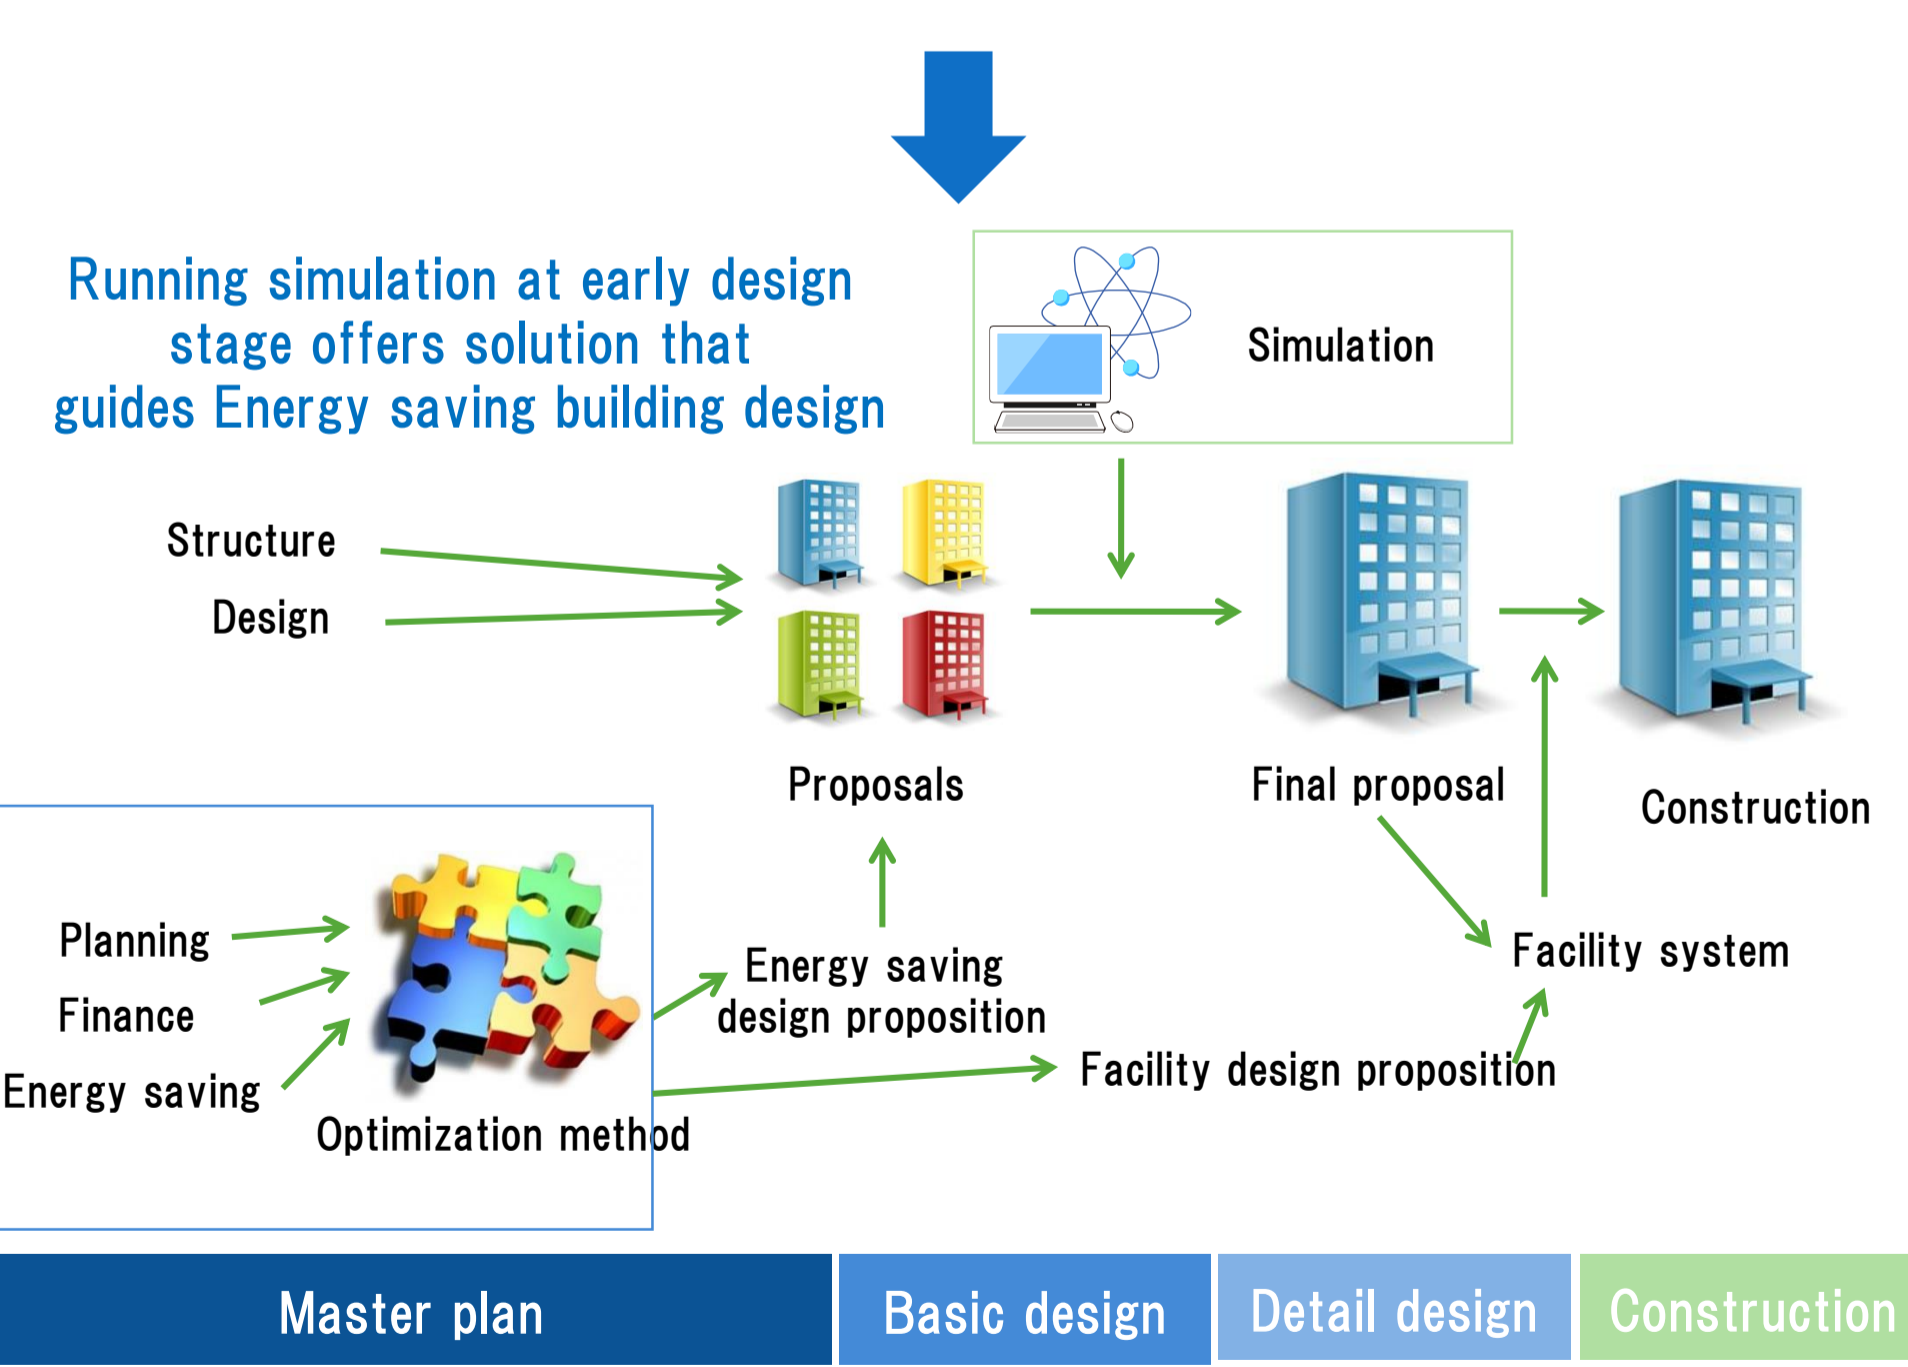 Running simulation at early design
stage offers solution that
guides Energy saving building design
Simulation
Structure
Design
Proposals
Final proposal
Construction
Planning
Finance
Energy saving
Optimization method
Energy saving
design proposition
Facility design proposition
Facility system
Master plan
Basic design
Detail design
Construction